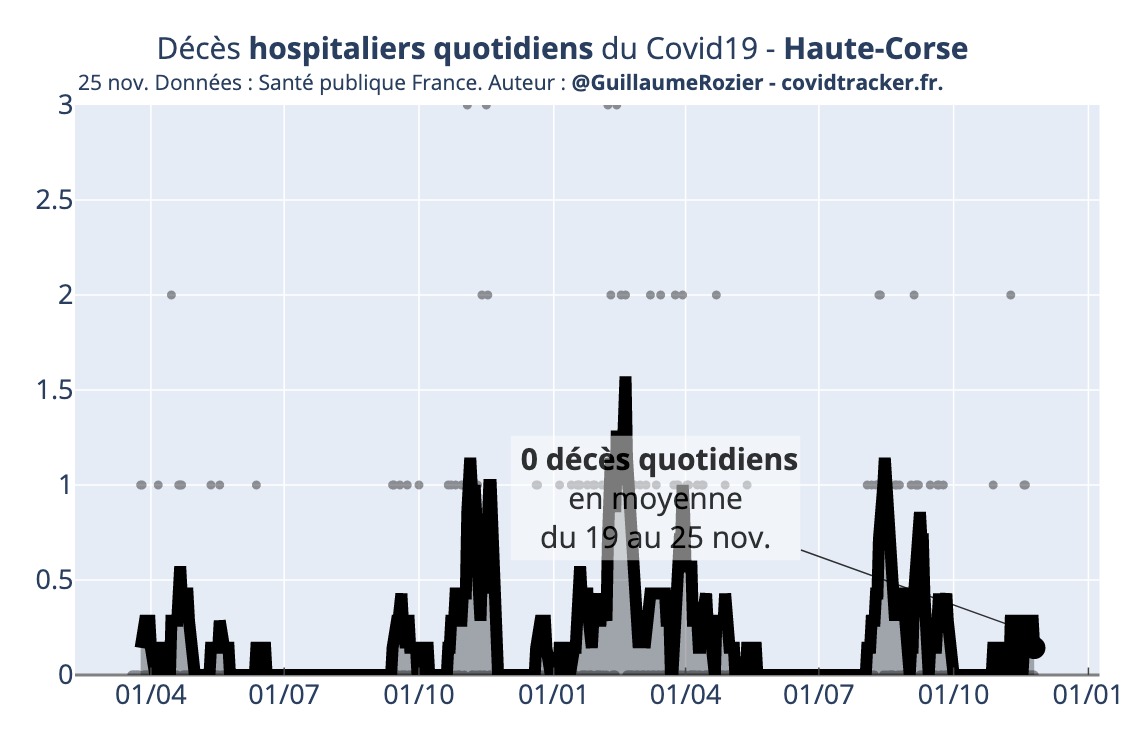 Décès hospitaliers quotidiens du Covid19 - Haute-Corse
25 nov. Données : Santé publique France. Auteur : @GuillaumeRozier - covidtracker.fr.
3
2.5
2
1.5
1
0.5
0
0 décès quotidiens
en moyenne
du 19 au 25 nov.
01/04 01/07 01/10 01/01 01/04 01/07 01/10 01/01